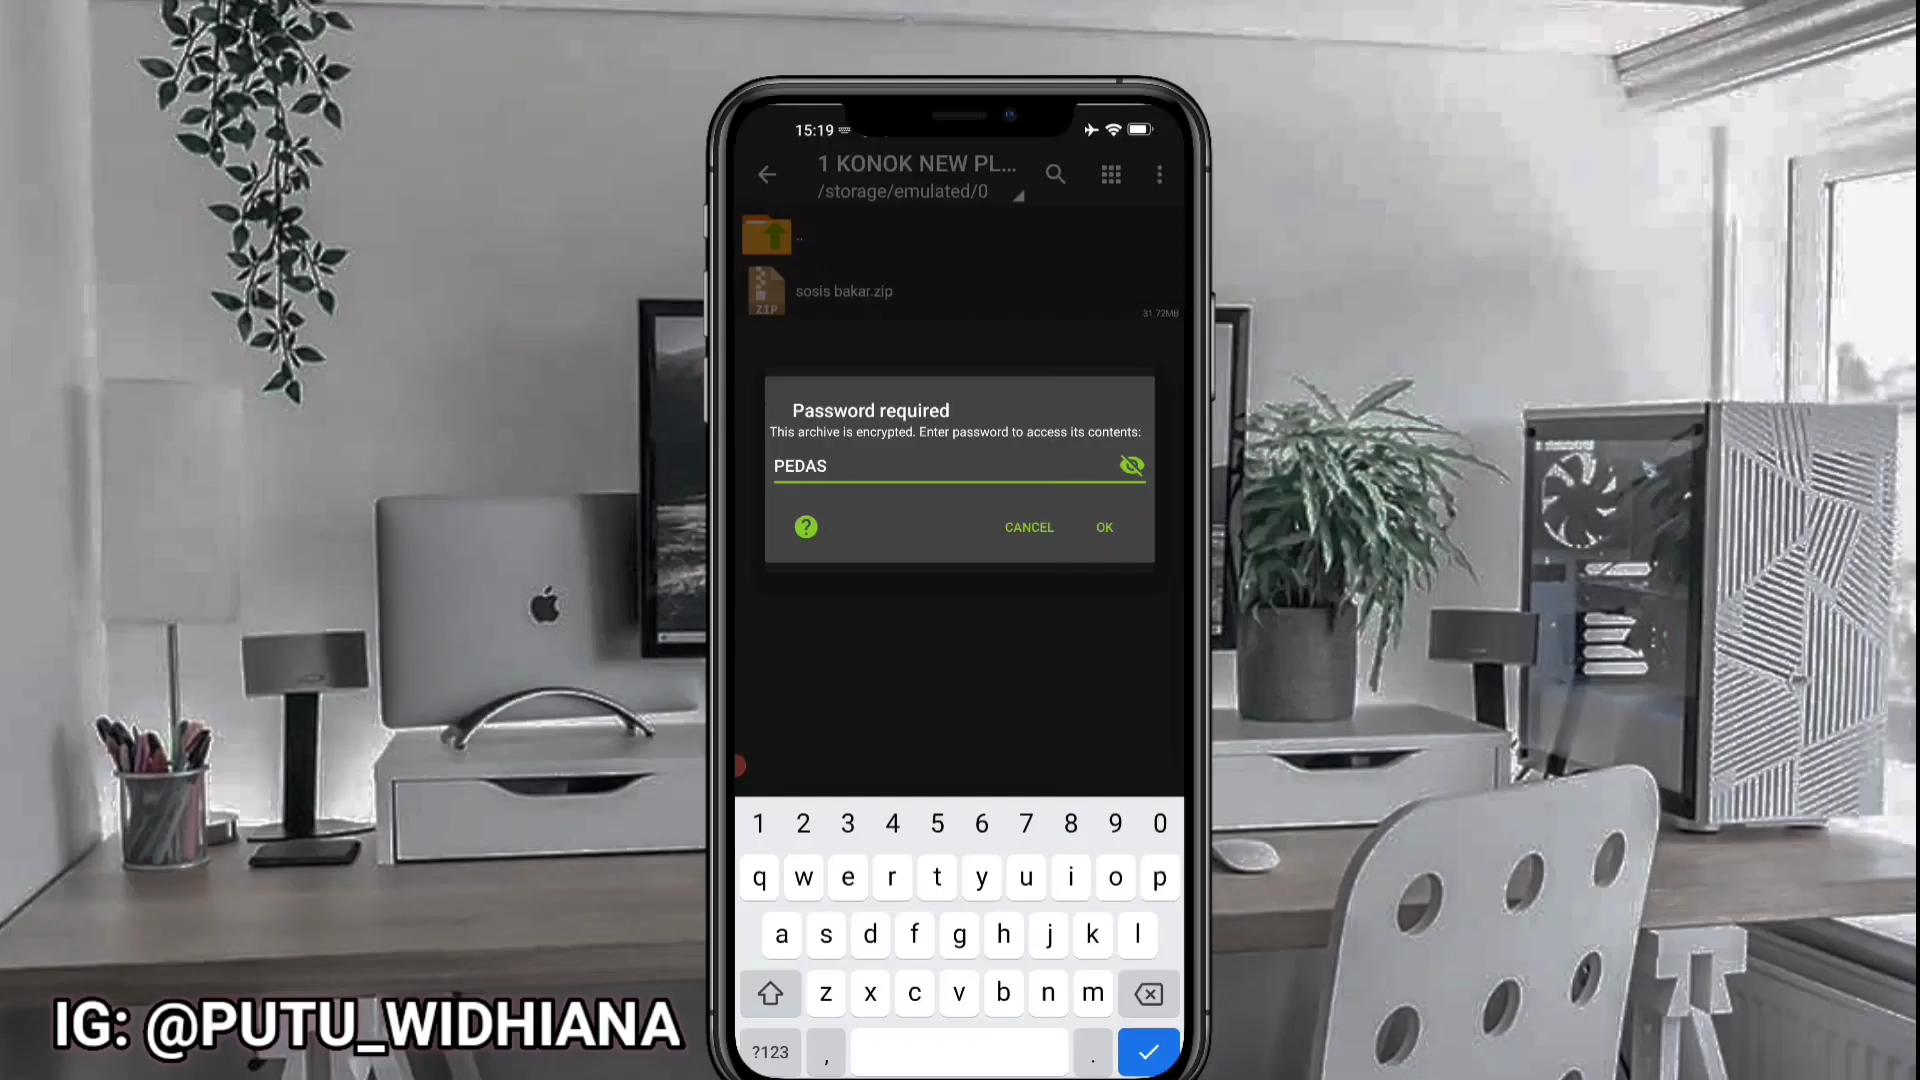 15:19
1 KONOK NEW PL...
/storage/emulated/0
..
sosis bakar.zip
ZIP
31.72MB
Password required
This archive is encrypted. Enter password to access its contents:
PEDAS
?
CANCEL
OK
1 2 3 4 5 6 7 8 9 0
q w e r t y u i o p
a s d f g h j k l
z x c v b n m
?123 , .
IG: @PUTU_WIDHIANA